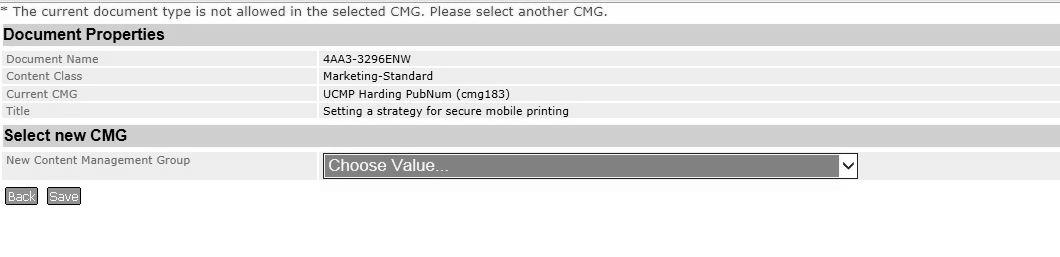 * The current document type is not allowed in the selected CMG. Please select another CMG.
Document Properties
Document Name 4AA3-3296ENW
Content Class Marketing-Standard
Current CMG UCMP Harding PubNum (cmg183)
Title Setting a strategy for secure mobile printing
Select new CMG
New Content Management Group Choose Value...
Back Save